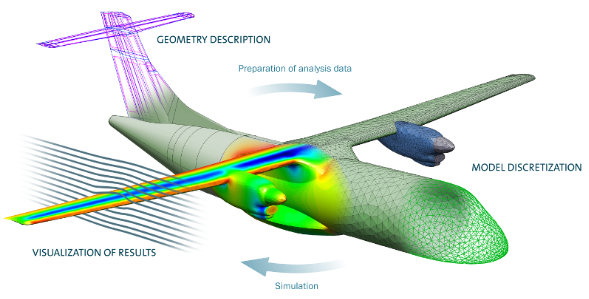 GEOMETRY DESCRIPTION
Preparation of analysis data
MODEL DISCRETIZATION
VISUALIZATION OF RESULTS
Simulation